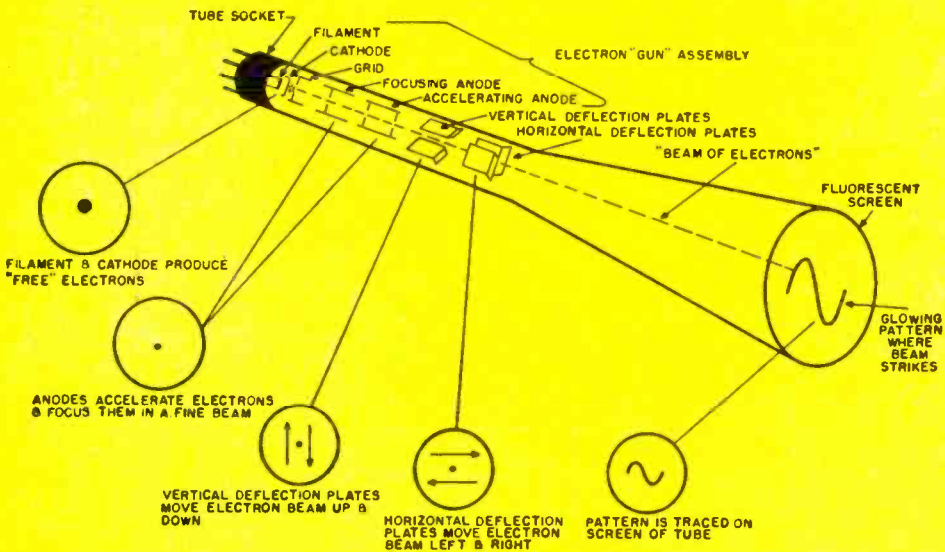 TUBE SOCKET
FILAMENT
CATHODE
GRID
ELECTRON "GUN" ASSEMBLY
FOCUSING ANODE
ACCELERATING ANODE
VERTICAL DEFLECTION PLATES
HORIZONTAL DEFLECTION PLATES
"BEAM OF ELECTRONS"
FLUORESCENT
SCREEN
FILAMENT & CATHODE PRODUCE
"FREE" ELECTRONS
GLOWING
PATTERN
WHERE
BEAM
STRIKES
ANODES ACCELERATE ELECTRONS
& FOCUS THEM IN A FINE BEAM
VERTICAL DEFLECTION PLATES
MOVE ELECTRON BEAM UP &
DOWN
HORIZONTAL DEFLECTION
PLATES MOVE ELECTRON
BEAM LEFT & RIGHT
PATTERN IS TRACED ON
SCREEN OF TUBE